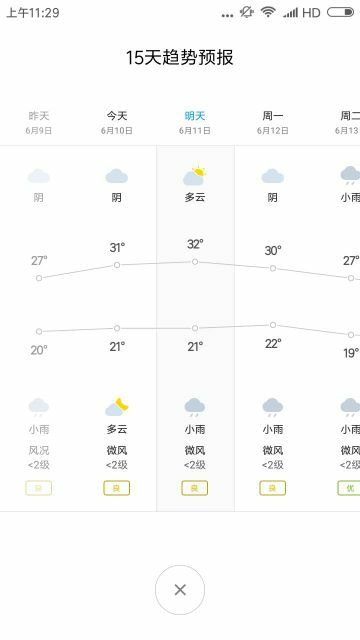 上午11:29
HD
15天趋势预报
昨天 今天 明天 周一 周二
6月9日 6月10日 6月11日 6月12日 6月13
阴 阴 多云 阴 小雨
27° 31° 32° 30° 27°
20° 21° 21° 22° 19°
小雨 多云 小雨 小雨 小雨
风况 微风 微风 微风 微风
<2级 <2级 <2级 <2级 <2级
良 良 良 良 优